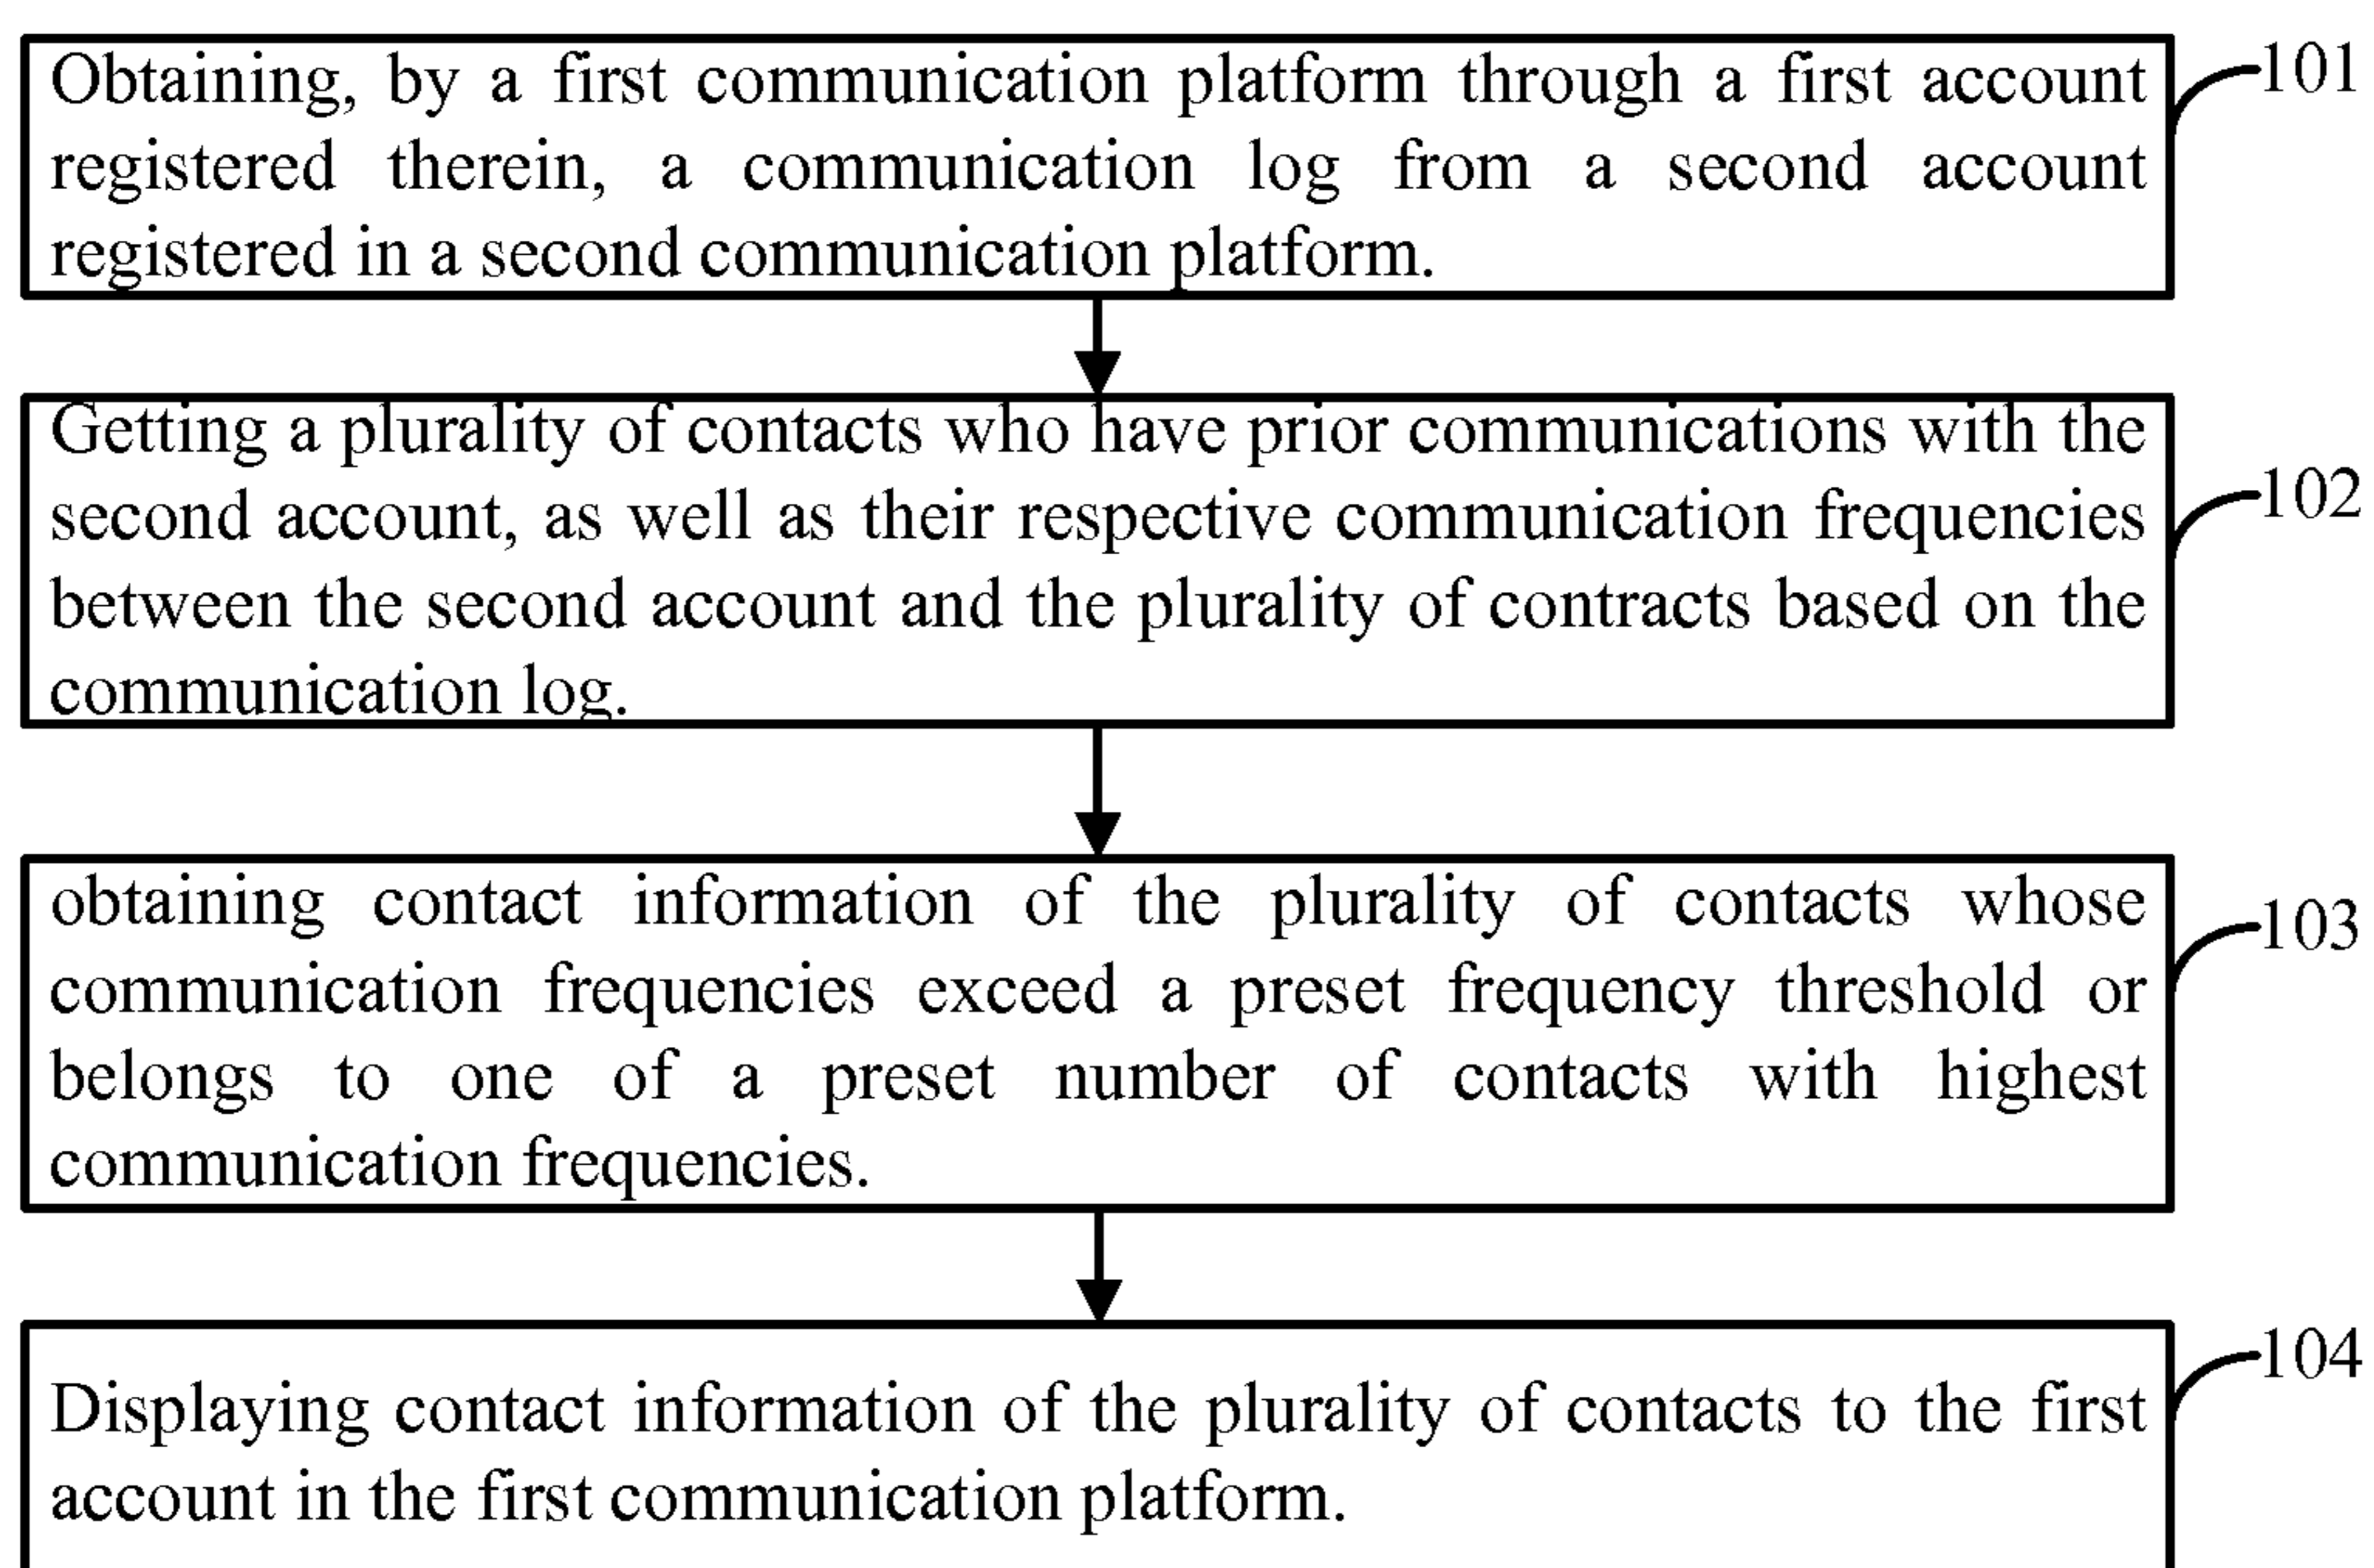 Obtaining, by a first communication platform through a first account
101
registered therein, a communication log from a second account
registered in a second communication platform.
Getting a plurality of contacts who have prior communications with the
second account, as well as their respective communication frequencies
102
between the second account and the plurality of contracts based on the
communication log.
obtaining contact information of the plurality of contacts whose
103
communication frequencies exceed a preset frequency threshold or
belongs to one of a preset number of contacts with highest
communication frequencies.
104
Displaying contact information of the plurality of contacts to the first
account in the first communication platform.